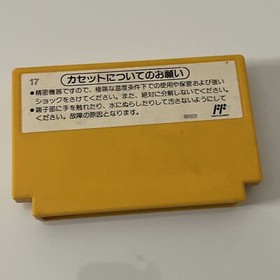 17
カセットについてのお願い
●精密機器ですので、極端な温度条件下での使用や保管および強い
ショックをさけてください。また、絶対に分解しないでください。
●端子部に手を触れたり、水にぬらしたりして汚さないようにして
ください。故障の原因となります。
FF